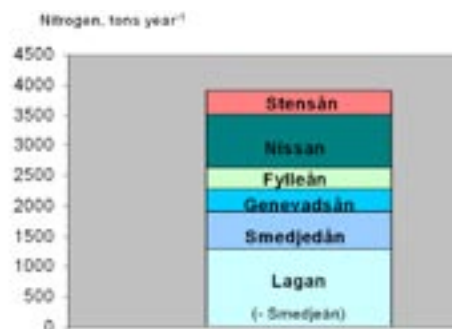 Nitrogen, tons year⁻¹
4500
4000
3500
3000
2500
2000
1500
1000
500
0
Stensån
Nissan
Fylleån
Genevadsån
Smedjedån
Lagan
(- Smedjeån)